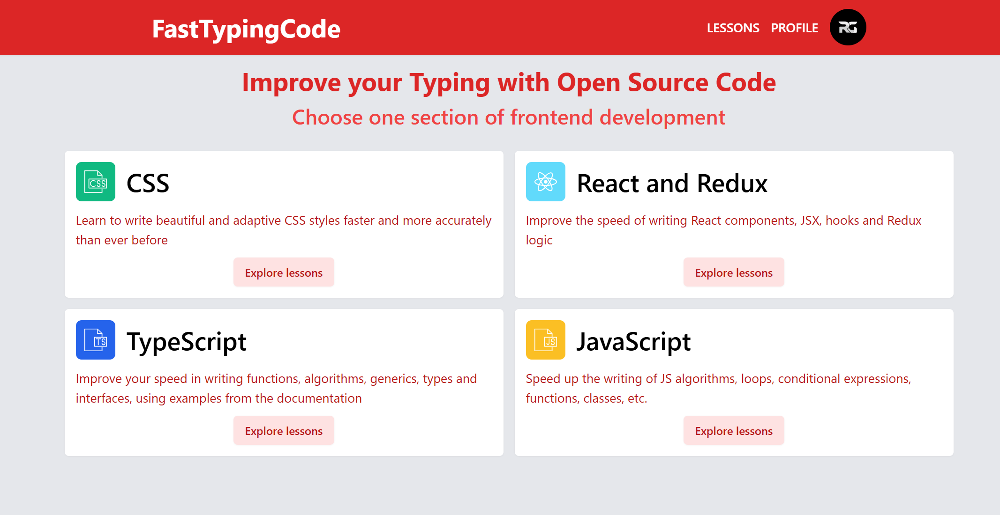 FastTypingCode
LESSONS PROFILE RG
Improve your Typing with Open Source Code
Choose one section of frontend development
CSS CSS
Learn to write beautiful and adaptive CSS styles faster and more accurately
than ever before
Explore lessons
React and Redux
Improve the speed of writing React components, JSX, hooks and Redux
logic
Explore lessons
TS TypeScript
Improve your speed in writing functions, algorithms, generics, types and
interfaces, using examples from the documentation
Explore lessons
JS JavaScript
Speed up the writing of JS algorithms, loops, conditional expressions,
functions, classes, etc.
Explore lessons